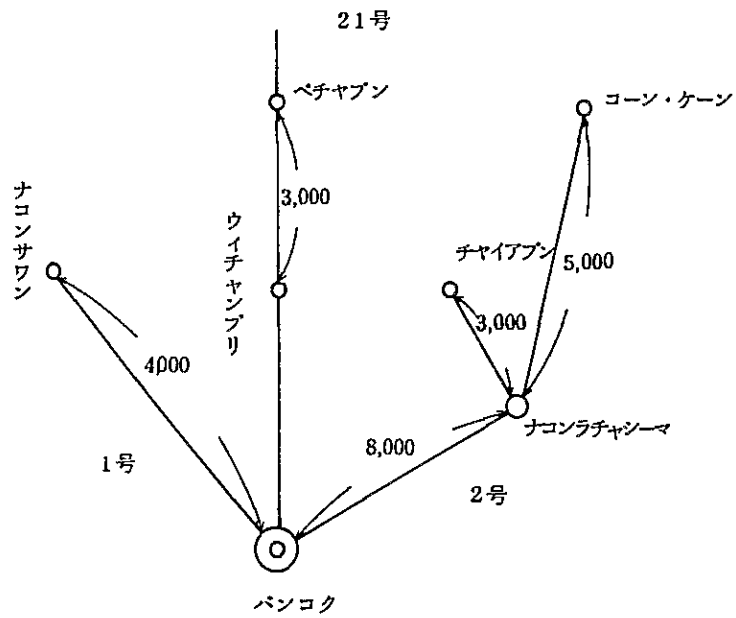 21号
ペチャブン
コーン・ケーン
3,000
ナコンサワン
ウィチャンブリ
チャイアプン
5,000
3,000
4,000
ナコンラチャシーマ
8,000
1号
2号
バンコク